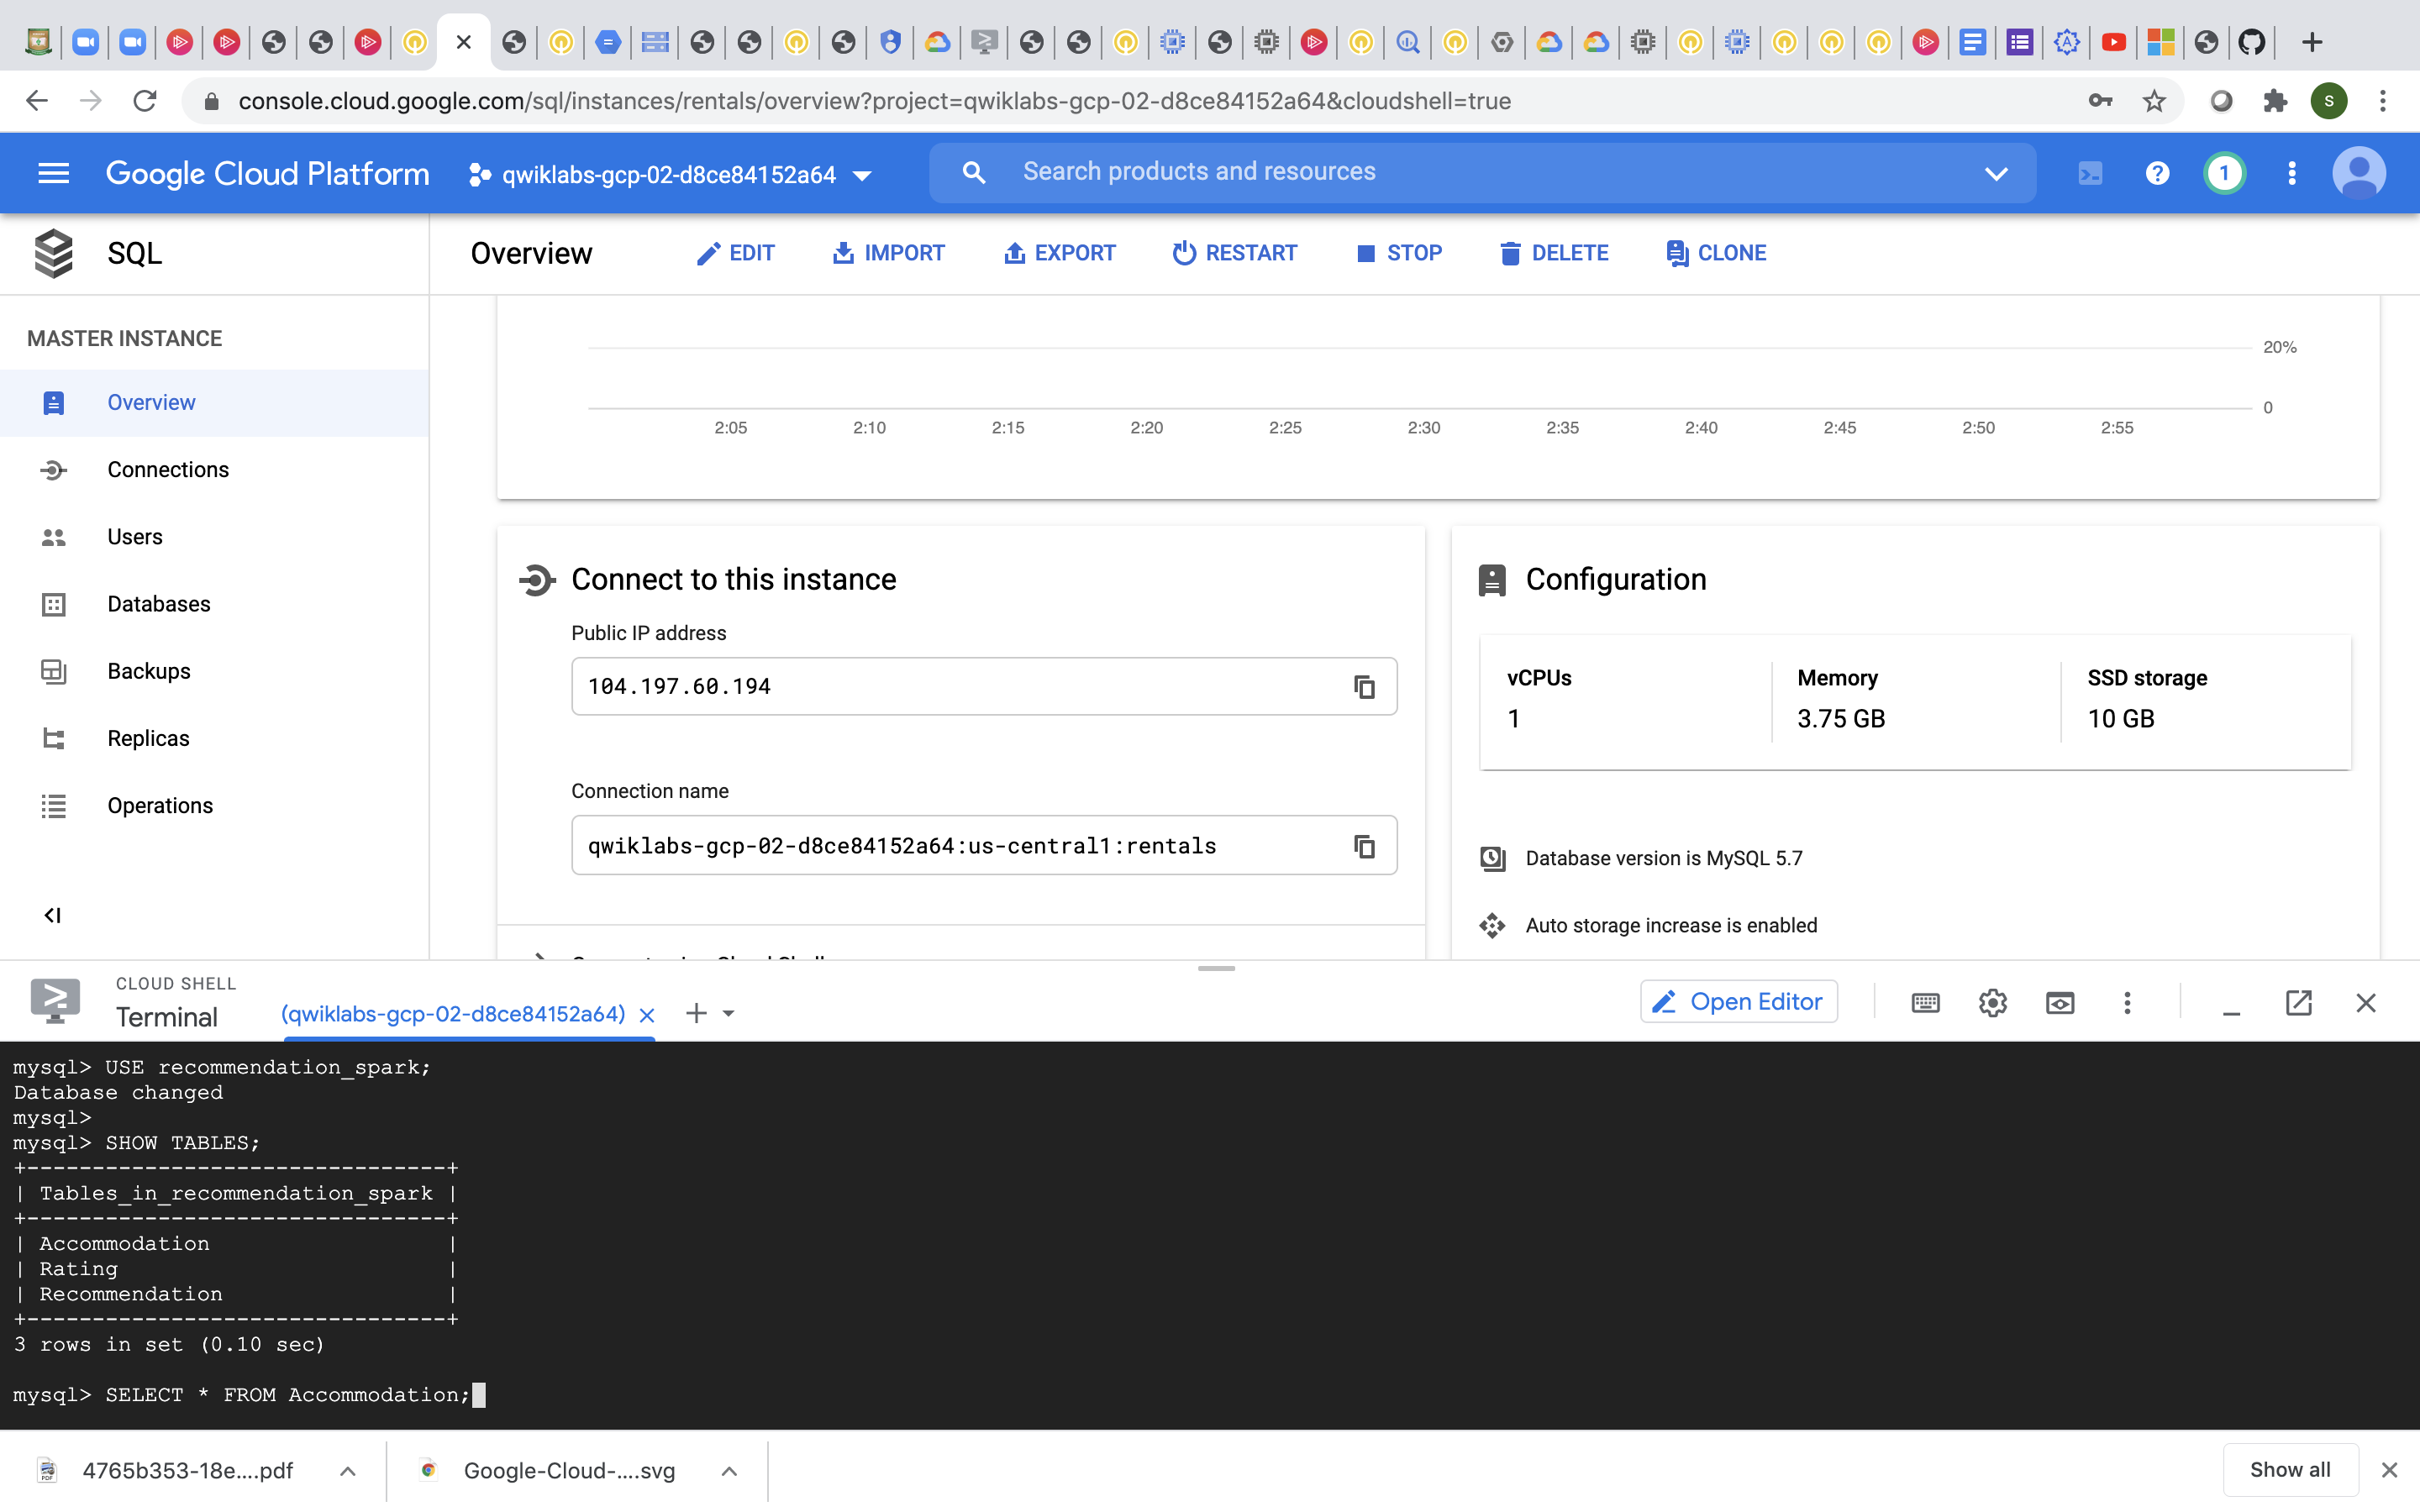 console.cloud.google.com/sql/instances/rentals/overview?project=qwiklabs-gcp-02-d8ce84152a64&cloudshell=true
S
Google Cloud Platform
qwiklabs-gcp-02-d8ce84152a64
Search products and resources
1
SQL
Overview
EDIT
IMPORT
EXPORT
RESTART
STOP
DELETE
CLONE
MASTER INSTANCE
Overview
Connections
Users
Databases
Backups
Replicas
Operations
20%
0
2:05 2:10 2:15 2:20 2:25 2:30 2:35 2:40 2:45 2:50 2:55
Connect to this instance
Public IP address
104.197.60.194
Connection name
qwiklabs-gcp-02-d8ce84152a64:us-central1:rentals
Configuration
vCPUs Memory SSD storage
1 3.75 GB 10 GB
Database version is MySQL 5.7
Auto storage increase is enabled
CLOUD SHELL
Terminal
(qwiklabs-gcp-02-d8ce84152a64)
Open Editor
mysql> USE recommendation_spark;
Database changed
mysql>
mysql> SHOW TABLES;
+--------------------------------+
| Tables_in_recommendation_spark |
+--------------------------------+
| Accommodation |
| Rating |
| Recommendation |
+--------------------------------+
3 rows in set (0.10 sec)
mysql> SELECT * FROM Accommodation;
4765b353-18e....pdf
Google-Cloud-....svg
Show all